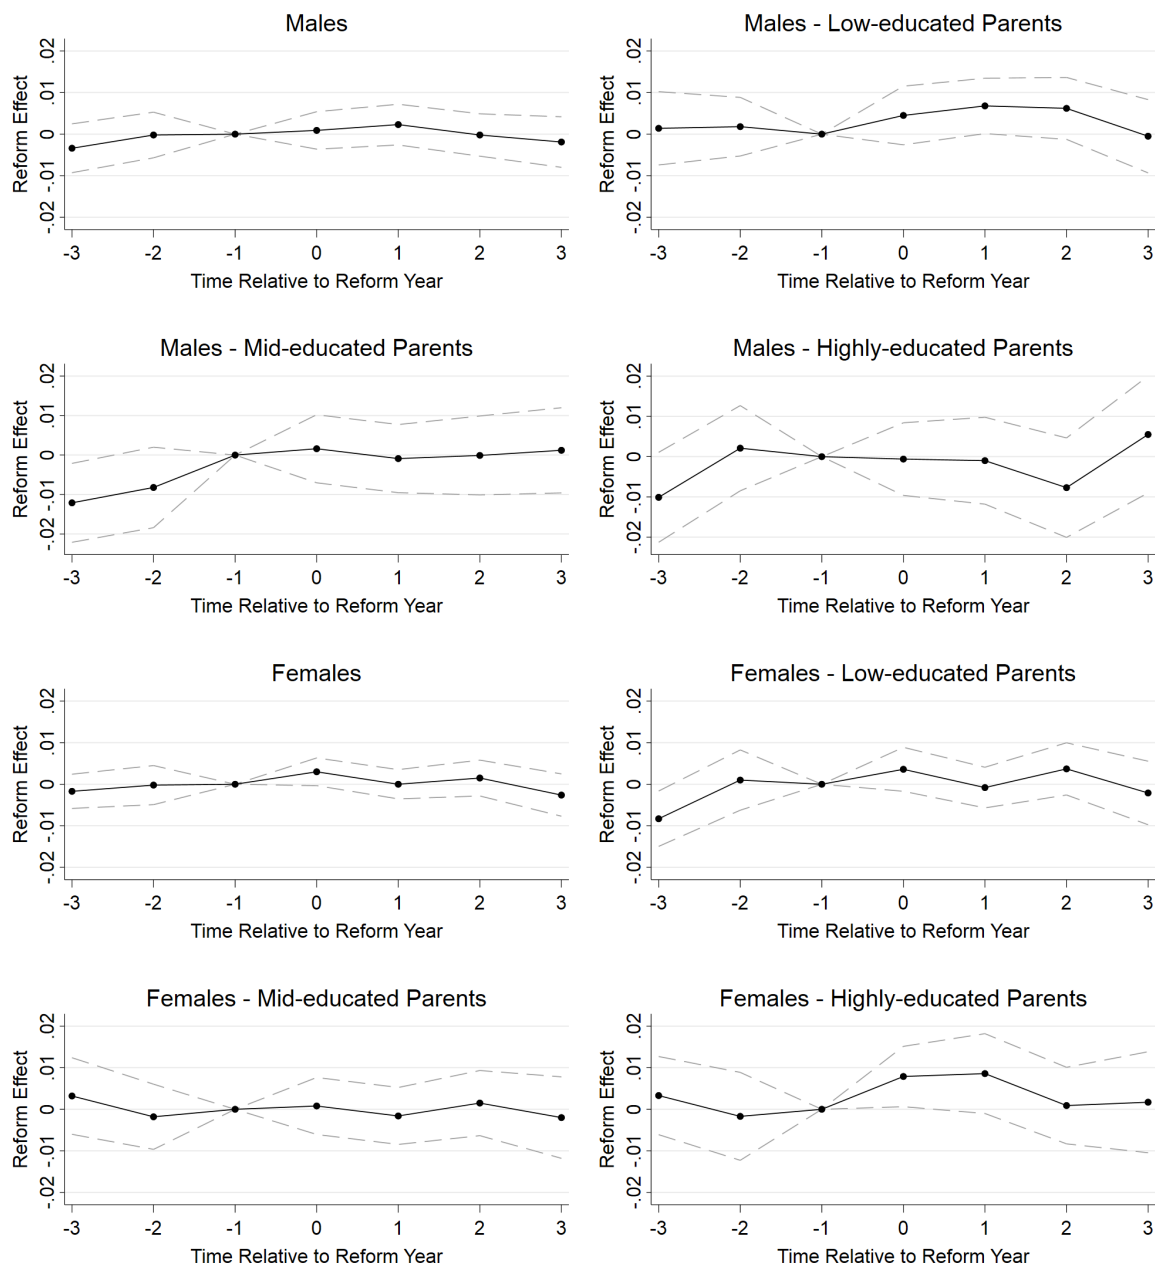 Males
Reform Effect
.02
.01
0
-.01
-.02
-3 -2 -1 0 1 2 3
Time Relative to Reform Year
Males - Low-educated Parents
Reform Effect
.02
.01
0
-.01
-.02
-3 -2 -1 0 1 2 3
Time Relative to Reform Year
Males - Mid-educated Parents
Reform Effect
.02
.01
0
-.01
-.02
-3 -2 -1 0 1 2 3
Time Relative to Reform Year
Males - Highly-educated Parents
Reform Effect
.02
.01
0
-.01
-.02
-3 -2 -1 0 1 2 3
Time Relative to Reform Year
Females
Reform Effect
.02
.01
0
-.01
-.02
-3 -2 -1 0 1 2 3
Time Relative to Reform Year
Females - Low-educated Parents
Reform Effect
.02
.01
0
-.01
-.02
-3 -2 -1 0 1 2 3
Time Relative to Reform Year
Females - Mid-educated Parents
Reform Effect
.02
.01
0
-.01
-.02
-3 -2 -1 0 1 2 3
Time Relative to Reform Year
Females - Highly-educated Parents
Reform Effect
.02
.01
0
-.01
-.02
-3 -2 -1 0 1 2 3
Time Relative to Reform Year